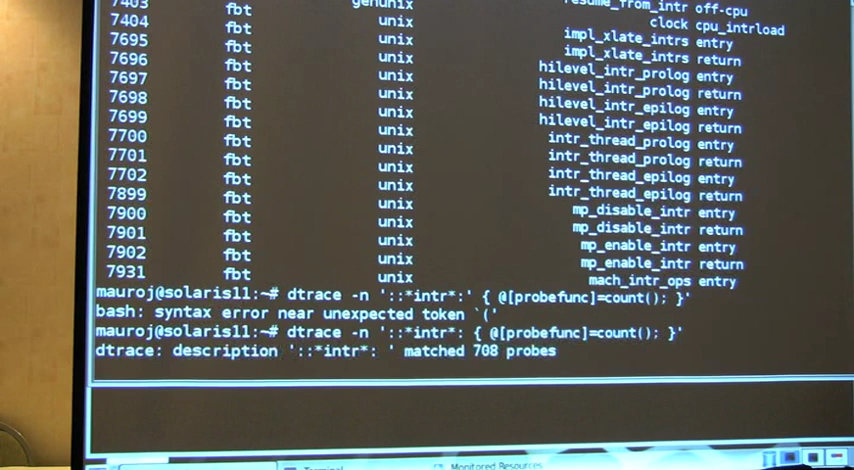 7403 fbt genunix resume_from_intr off-cpu
7404 fbt unix clock cpu_intrload
7695 fbt unix impl_xlate_intrs entry
7696 fbt unix impl_xlate_intrs return
7697 fbt unix hilevel_intr_prolog entry
7698 fbt unix hilevel_intr_prolog return
7699 fbt unix hilevel_intr_epilog entry
7700 fbt unix hilevel_intr_epilog return
7701 fbt unix intr_thread_prolog entry
7702 fbt unix intr_thread_prolog return
7899 fbt unix intr_thread_epilog entry
7900 fbt unix intr_thread_epilog return
7901 fbt unix mp_disable_intr entry
7902 fbt unix mp_disable_intr return
7931 fbt unix mp_enable_intr entry
mp_enable_intr return
mach_intr_ops entry
mauroj@solaris11:~# dtrace -n '::*intr*:' { @[probefunc]=count(); }'
bash: syntax error near unexpected token `('
mauroj@solaris11:~# dtrace -n '::*intr*: { @[probefunc]=count(); }'
dtrace: description '::*intr*: ' matched 708 probes
Terminal Monitored Resources